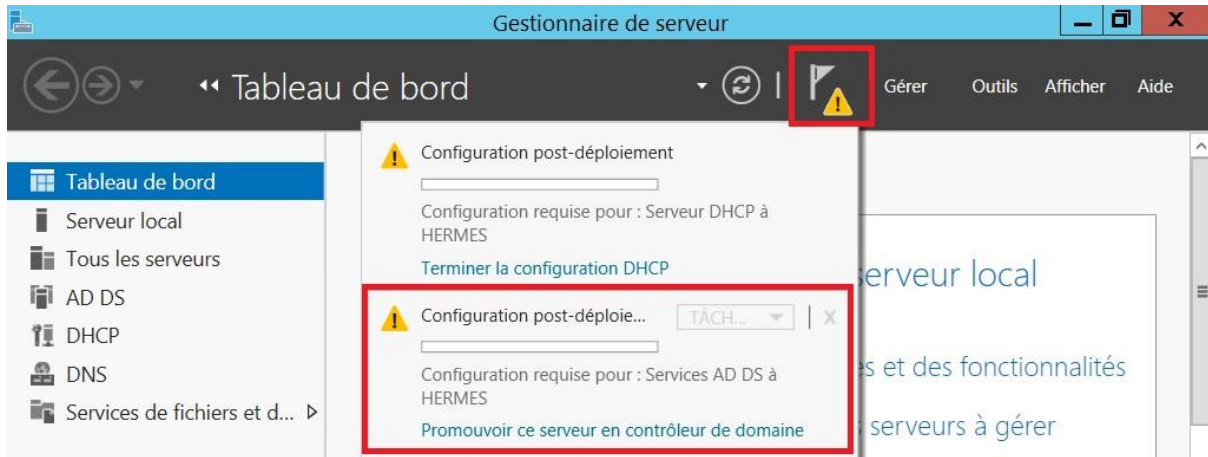 Gestionnaire de serveur
Tableau de bord
Gérer Outils Afficher Aide
Tableau de bord
Serveur local
Tous les serveurs
AD DS
DHCP
DNS
Services de fichiers et d...
Configuration post-déploiement
Configuration requise pour : Serveur DHCP à
HERMES
Terminer la configuration DHCP
Configuration post-déploie... TÂCH... X
Configuration requise pour : Services AD DS à
HERMES
Promouvoir ce serveur en contrôleur de domaine
serveur local
es et des fonctionnalités
serveurs à gérer